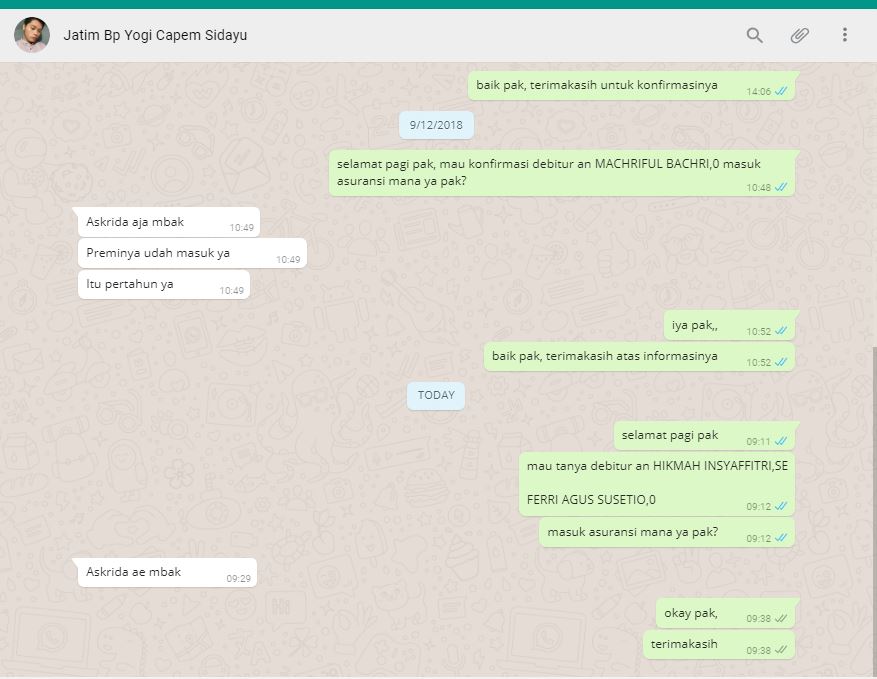 Jatim Bp Yogi Capem Sidayu
baik pak, terimakasih untuk konfirmasinya
14:06
9/12/2018
selamat pagi pak, mau konfirmasi debitur an MACHRIFUL BACHRI,0 masuk
asuransi mana ya pak?
10:48
Askrida aja mbak
10:49
Preminya udah masuk ya
10:49
Itu pertahun ya
10:49
iya pak,,
10:52
baik pak, terimakasih atas informasinya
10:52
TODAY
selamat pagi pak
09:11
mau tanya debitur an HIKMAH INSYAFFITRI,SE
FERRI AGUS SUSETIO,0
09:12
masuk asuransi mana ya pak?
09:12
Askrida ae mbak
09:29
okay pak,
09:38
terimakasih
09:38